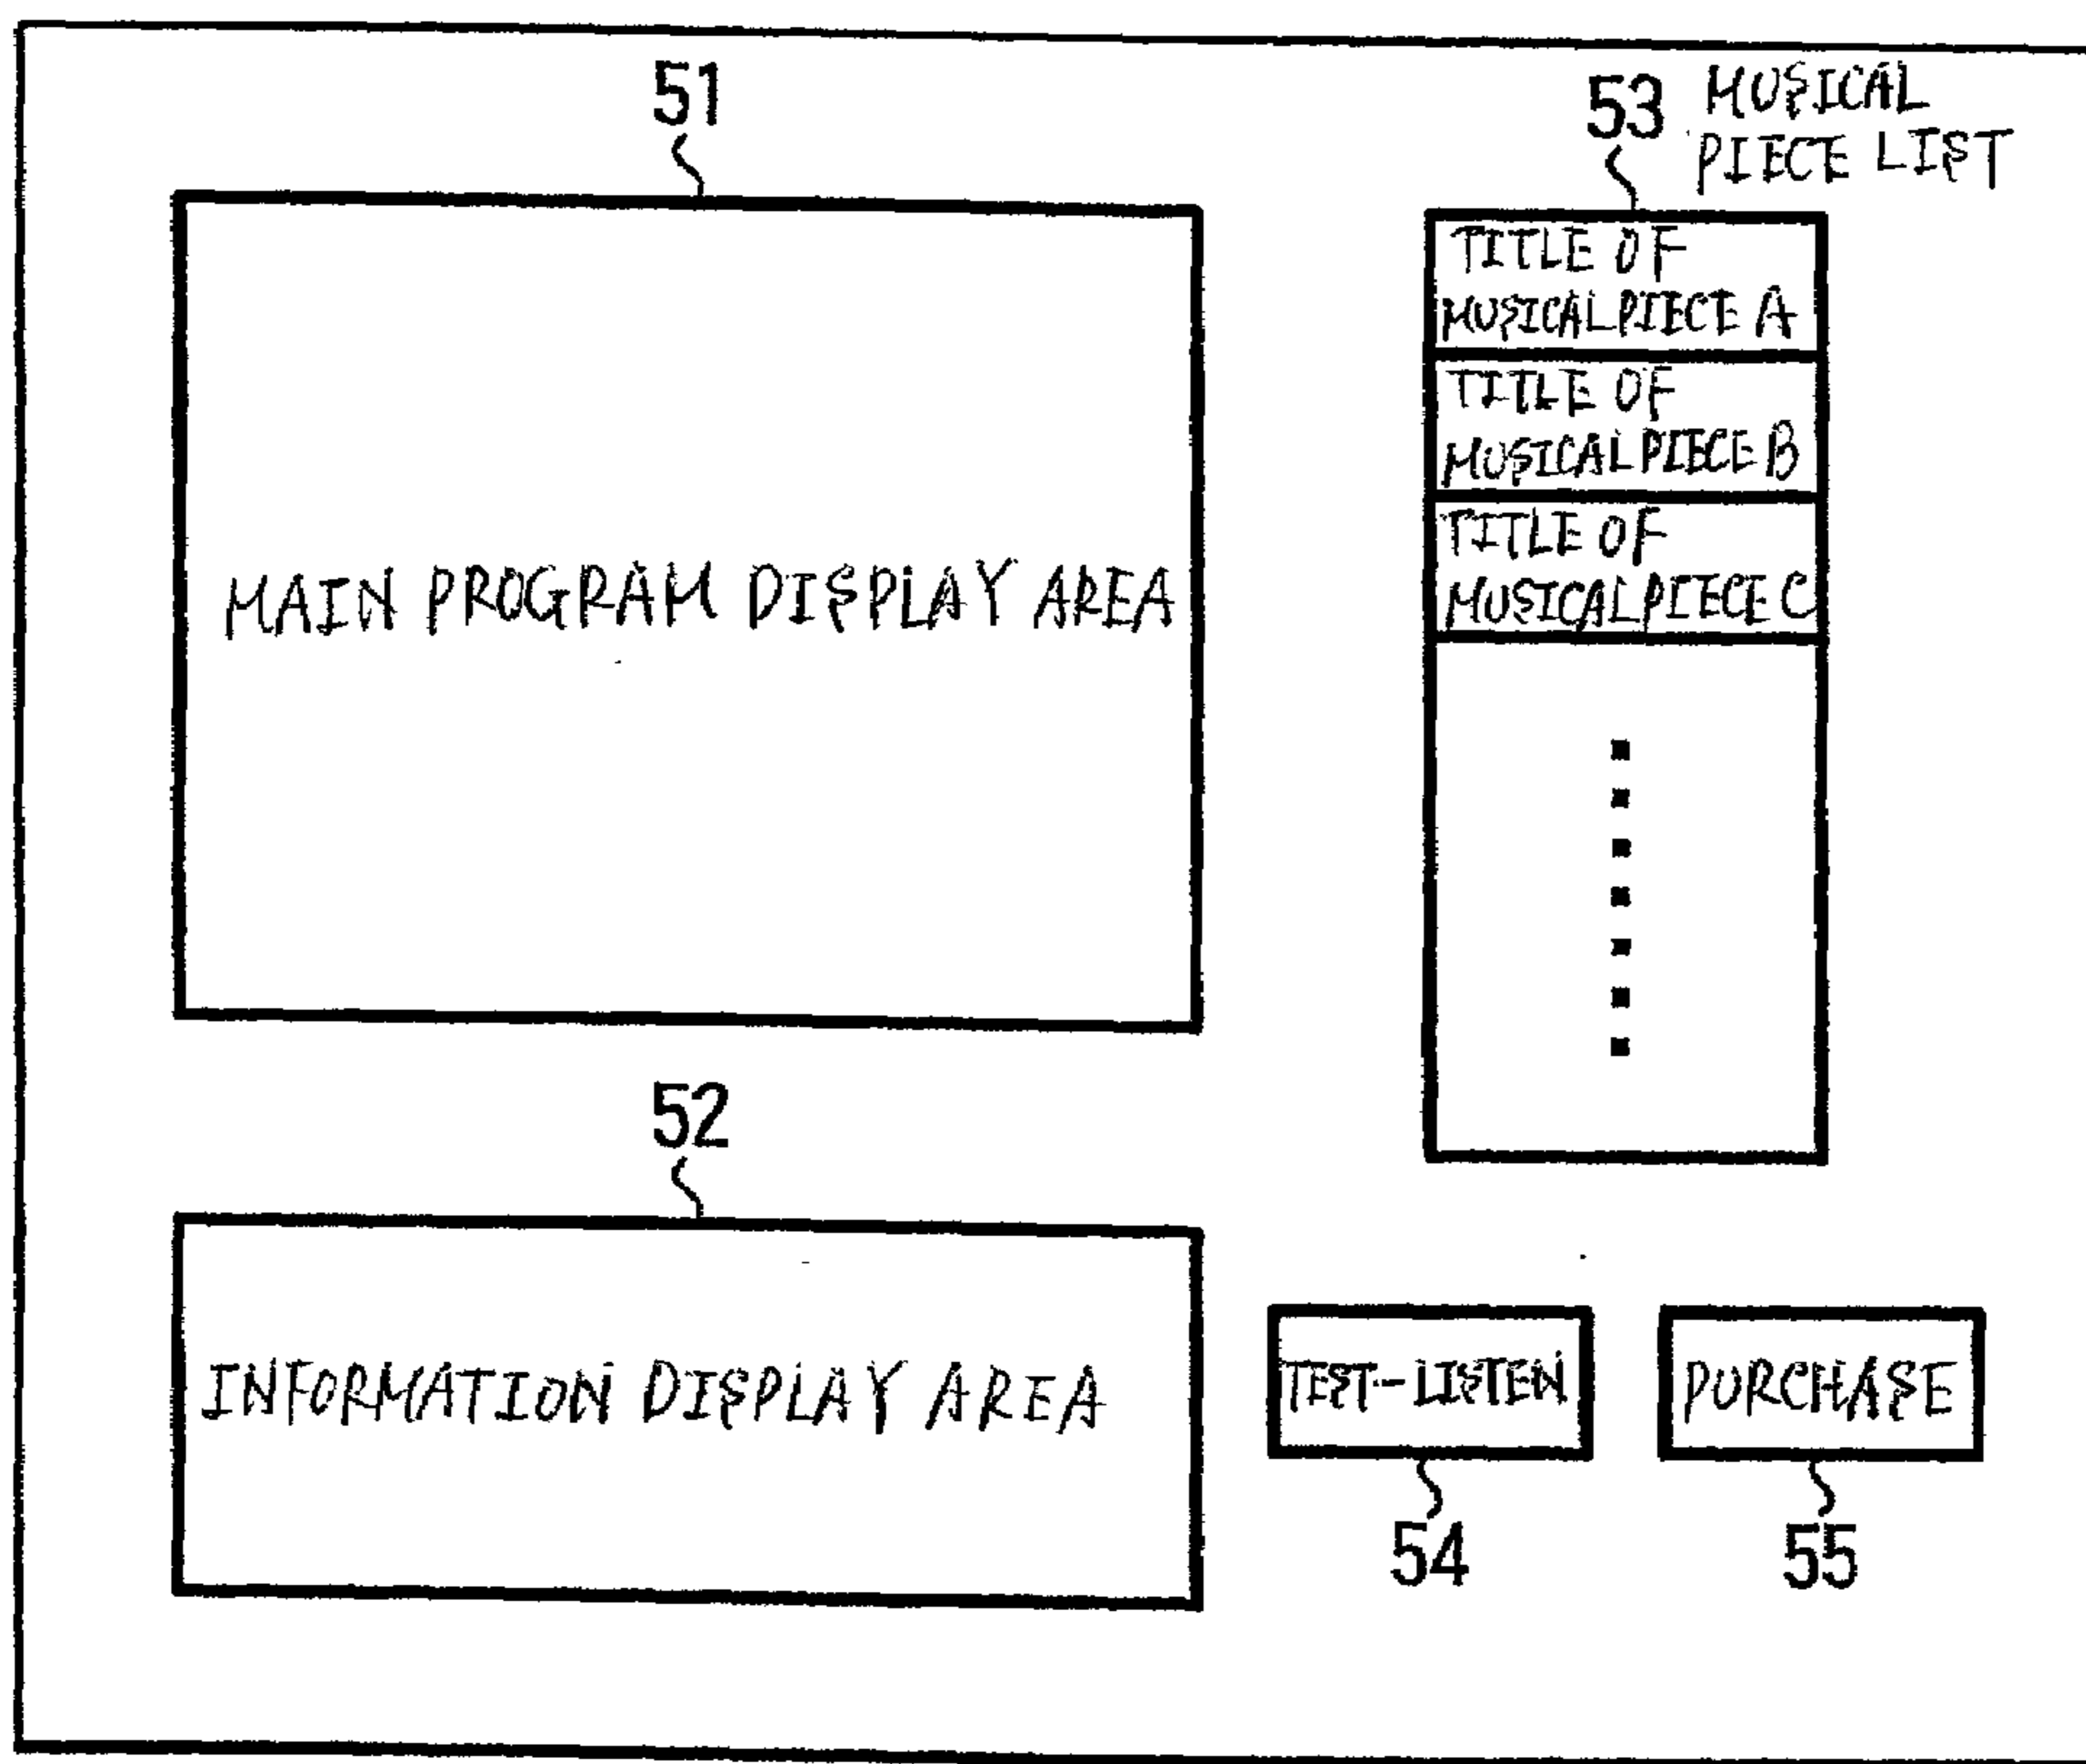 51
MAIN PROGRAM DISPLAY AREA
53 MUSICAL
PIECE LIST
TITLE OF
MUSICAL PIECE A
TITLE OF
MUSICAL PIECE B
TITLE OF
MUSICAL PIECE C
52
INFORMATION DISPLAY AREA
TEST-LISTEN
54
PURCHASE
55